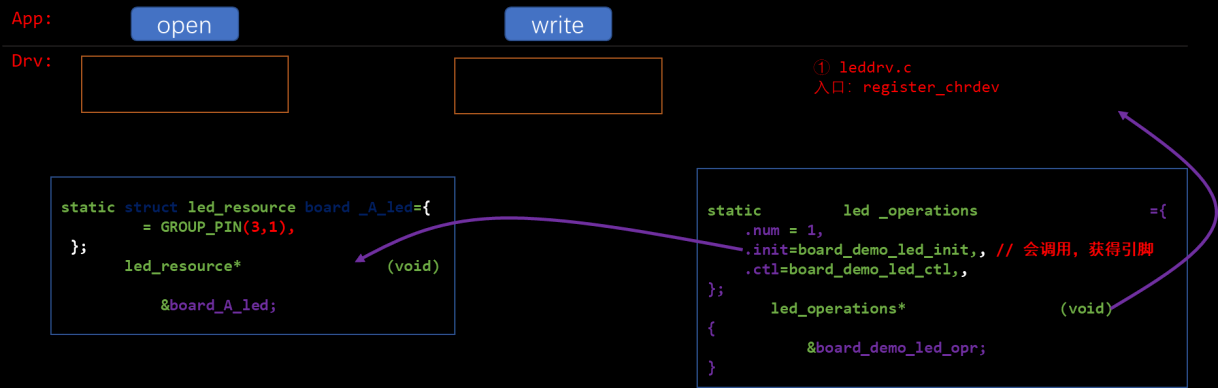 App:
open
write
Drv:
① leddrv.c
入口: register_chrdev
static struct led_resource board _A_led={
= GROUP_PIN(3,1),
};
led_resource* (void)
&board_A_led;
static led _operations ={
.num = 1,
.init=board_demo_led_init,, // 会调用，获得引脚
.ctl=board_demo_led_ctl,,
};
led_operations* (void)
{
&board_demo_led_opr;
}